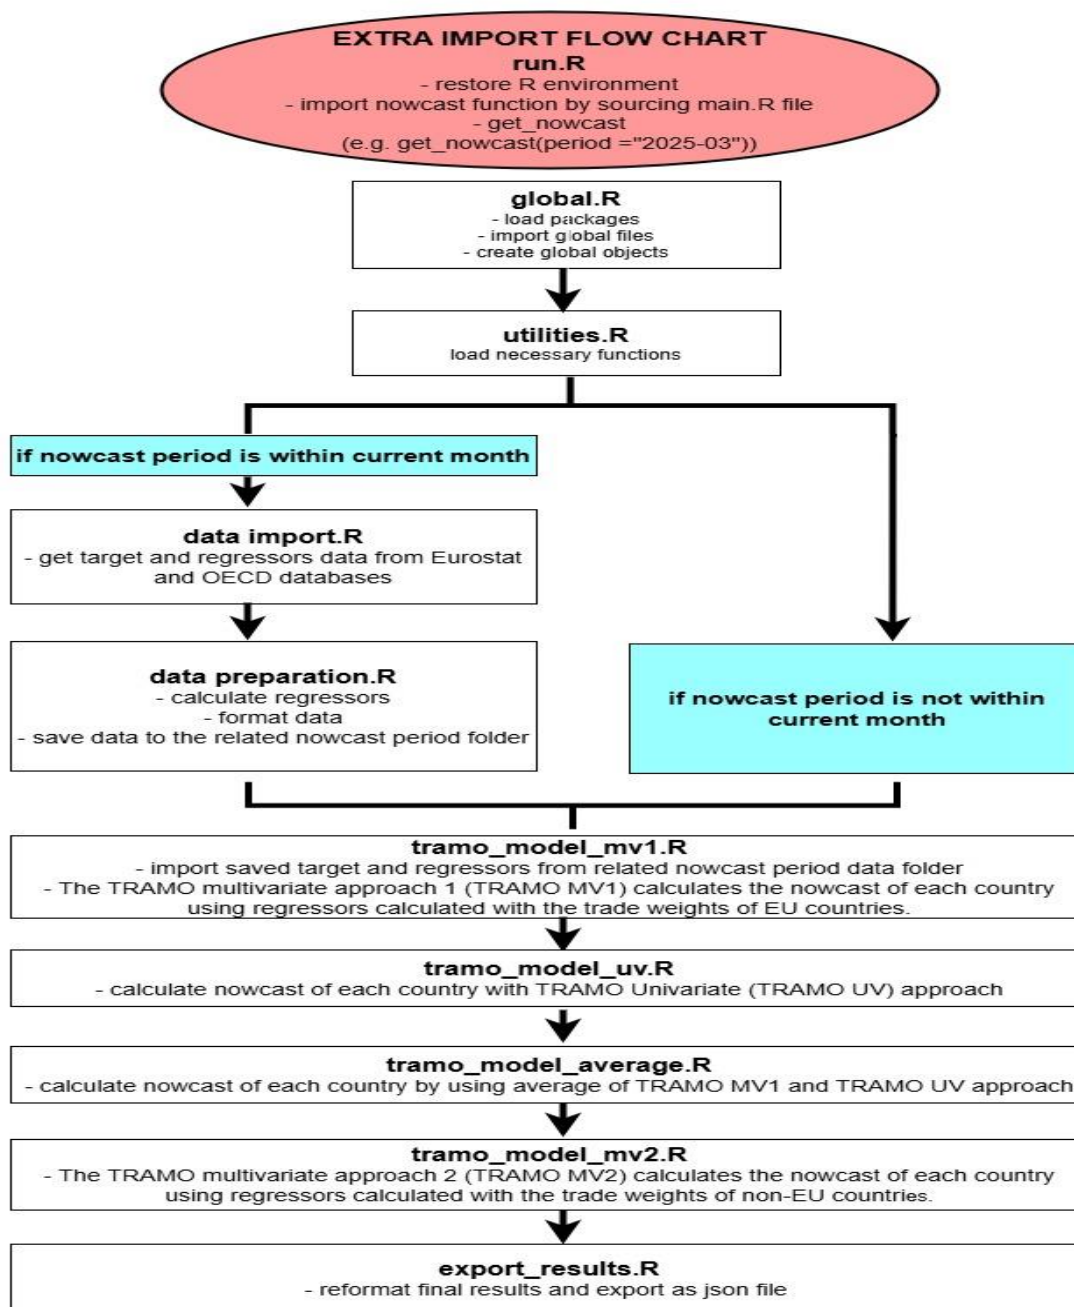 EXTRA IMPORT FLOW CHART
run.R
- restore R environment
- import nowcast function by sourcing main.R file
- get_nowcast
(e.g. get_nowcast(period ="2025-03"))
global.R
- load packages
- import global files
- create global objects
utilities.R
load necessary functions
if nowcast period is within current month
data import.R
- get target and regressors data from Eurostat
and OECD databases
data preparation.R
- calculate regressors
- format data
- save data to the related nowcast period folder
if nowcast period is not within
current month
tramo_model_mv1.R
- import saved target and regressors from related nowcast period data folder
- The TRAMO multivariate approach 1 (TRAMO MV1) calculates the nowcast of each country
using regressors calculated with the trade weights of EU countries.
tramo_model_uv.R
- calculate nowcast of each country with TRAMO Univariate (TRAMO UV) approach
tramo_model_average.R
- calculate nowcast of each country by using average of TRAMO MV1 and TRAMO UV approach
tramo_model_mv2.R
- The TRAMO multivariate approach 2 (TRAMO MV2) calculates the nowcast of each country
using regressors calculated with the trade weights of non-EU countries.
export_results.R
- reformat final results and export as json file